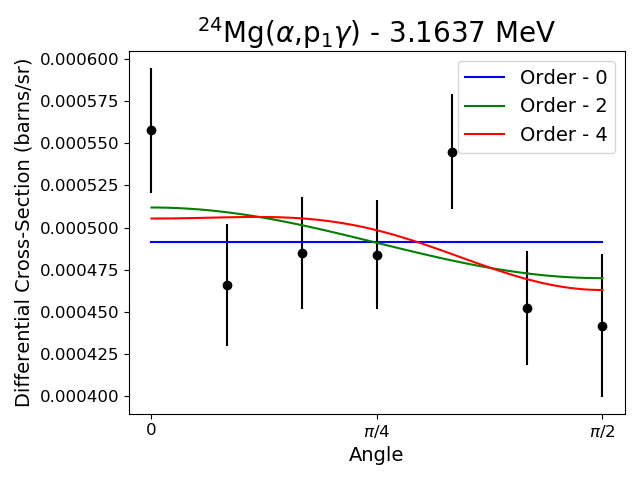 ²⁴Mg(α,p₁γ) - 3.1637 MeV
Order - 0
Order - 2
Order - 4
Differential Cross-Section (barns/sr)
0.000600
0.000575
0.000550
0.000525
0.000500
0.000475
0.000450
0.000425
0.000400
0 π/4 π/2
Angle